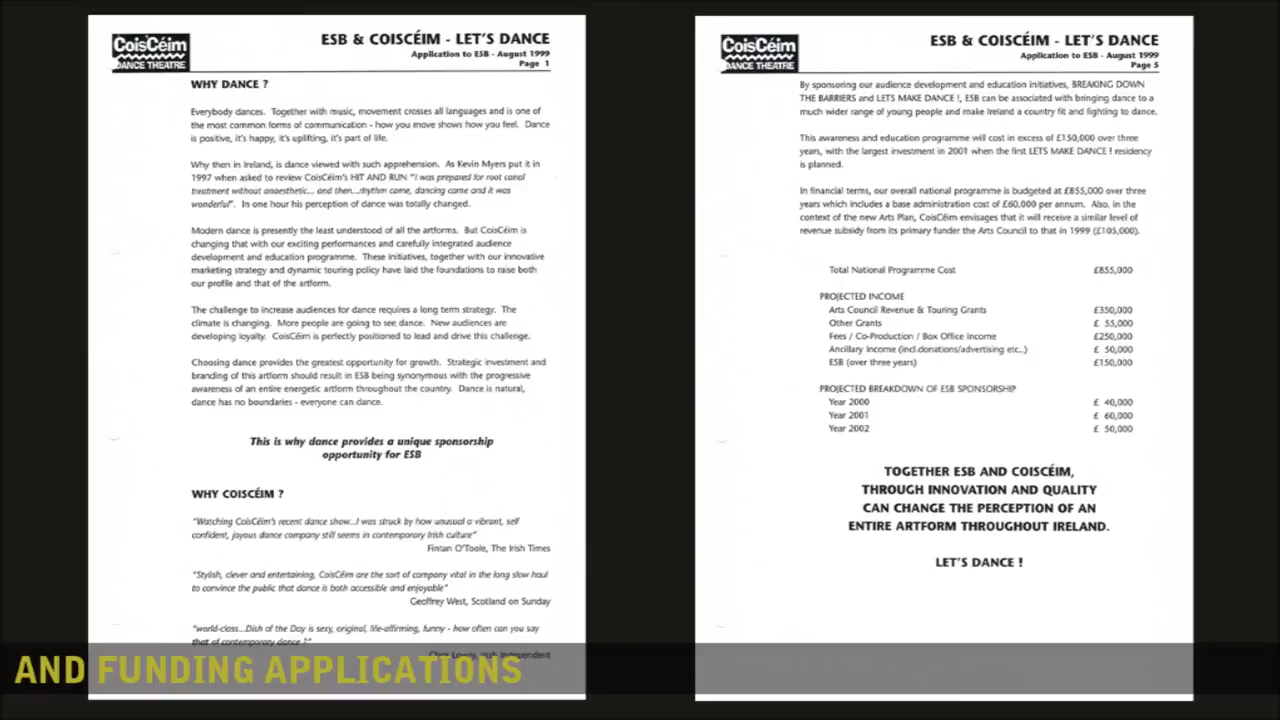 CoisCéim
DANCE THEATRE
ESB & COISCÉIM - LET'S DANCE
Application to ESB - August 1999
Page 1
WHY DANCE ?
Everybody dances. Together with music, movement crosses all languages and is one of
the most common forms of communication - how you move shows how you feel. Dance
is positive, it's happy, it's uplifting, it's part of life.
Why then in Ireland, is dance viewed with such apprehension. As Kevin Myers put it in
1997 when asked to review CoisCéim's HIT AND RUN "I was prepared for root canal
treatment without anaesthetic... and then...rhythm came, dancing came and it was
wonderful". In one hour his perception of dance was totally changed.
Modern dance is presently the least understood of all the artforms. But CoisCéim is
changing that with our exciting performances and carefully integrated audience
development and education programme. These initiatives, together with our innovative
marketing strategy and dynamic touring policy have laid the foundations to raise both
our profile and that of the artform.
The challenge to increase audiences for dance requires a long term strategy. The
climate is changing. More people are going to see dance. New audiences are
developing loyalty. CoisCéim is perfectly positioned to lead and drive this challenge.
Choosing dance provides the greatest opportunity for growth. Strategic investment and
branding of this artform should result in ESB being synonymous with the progressive
awareness of an entire energetic artform throughout the country. Dance is natural,
dance has no boundaries - everyone can dance.
This is why dance provides a unique sponsorship
opportunity for ESB
WHY COISCÉIM ?
"Watching CoisCéim's recent dance show...I was struck by how unusual a vibrant, self
confident, joyous dance company still seems in contemporary Irish culture"
Fintan O'Toole, The Irish Times
"Stylish, clever and entertaining, CoisCéim are the sort of company vital in the long slow haul
to convince the public that dance is both accessible and enjoyable"
Geoffrey West, Scotland on Sunday
"world-class...Dish of the Day is sexy, original, life-affirming, funny - how often can you say
that of contemporary dance ?"
Independent
CoisCéim
DANCE THEATRE
ESB & COISCÉIM - LET'S DANCE
Application to ESB - August 1999
Page 5
By sponsoring our audience development and education initiatives, BREAKING DOWN
THE BARRIERS and LETS MAKE DANCE !, ESB can be associated with bringing dance to a
much wider range of young people and make Ireland a country fit and fighting to dance.
This awareness and education programme will cost in excess of £150,000 over three
years, with the largest investment in 2001 when the first LETS MAKE DANCE ! residency
is planned.
In financial terms, our overall national programme is budgeted at £855,000 over three
years which includes a base administration cost of £60,000 per annum. Also, in the
context of the new Arts Plan, CoisCéim envisages that it will receive a similar level of
revenue subsidy from its primary funder the Arts Council to that in 1999 (£105,000).
Total National Programme Cost £855,000
PROJECTED INCOME
Arts Council Revenue & Touring Grants £350,000
Other Grants £ 55,000
Fees / Co-Production / Box Office Income £250,000
Ancillary Income (incl.donations/advertising etc..) £ 50,000
ESB (over three years) £150,000
PROJECTED BREAKDOWN OF ESB SPONSORSHIP
Year 2000 £ 40,000
Year 2001 £ 60,000
Year 2002 £ 50,000
TOGETHER ESB AND COISCÉIM,
THROUGH INNOVATION AND QUALITY
CAN CHANGE THE PERCEPTION OF AN
ENTIRE ARTFORM THROUGHOUT IRELAND.
LET'S DANCE !
AND FUNDING APPLICATIONS